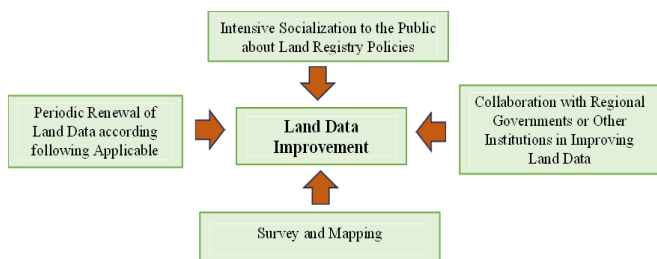 Intensive Socialization to the Public
about Land Registry Policies
Periodic Renewal of
Land Data according
following Applicable
Land Data
Improvement
Collaboration with Regional
Governments or Other
Institutions in Improving
Land Data
Survey and Mapping